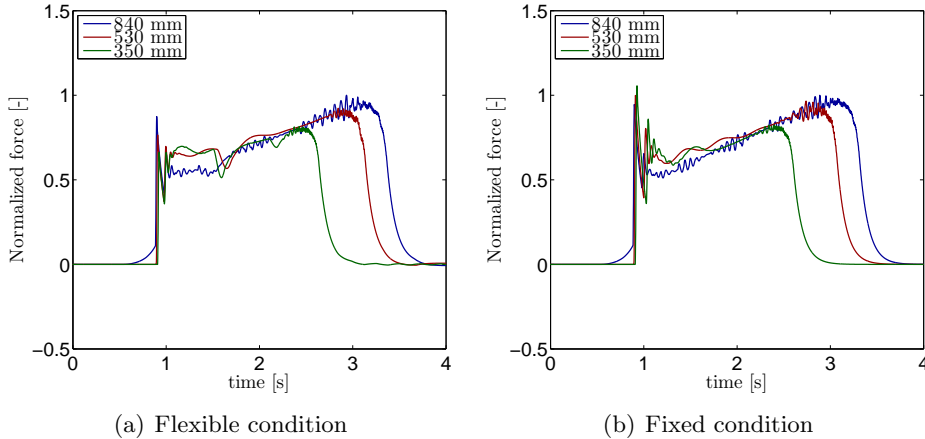 1.5
1
0.5
0
−0.5
Normalized force [-]
840 mm
530 mm
350 mm
0 1 2 3 4
time [s]
(a) Flexible condition
1.5
1
0.5
0
−0.5
Normalized force [-]
840 mm
530 mm
350 mm
0 1 2 3 4
time [s]
(b) Fixed condition